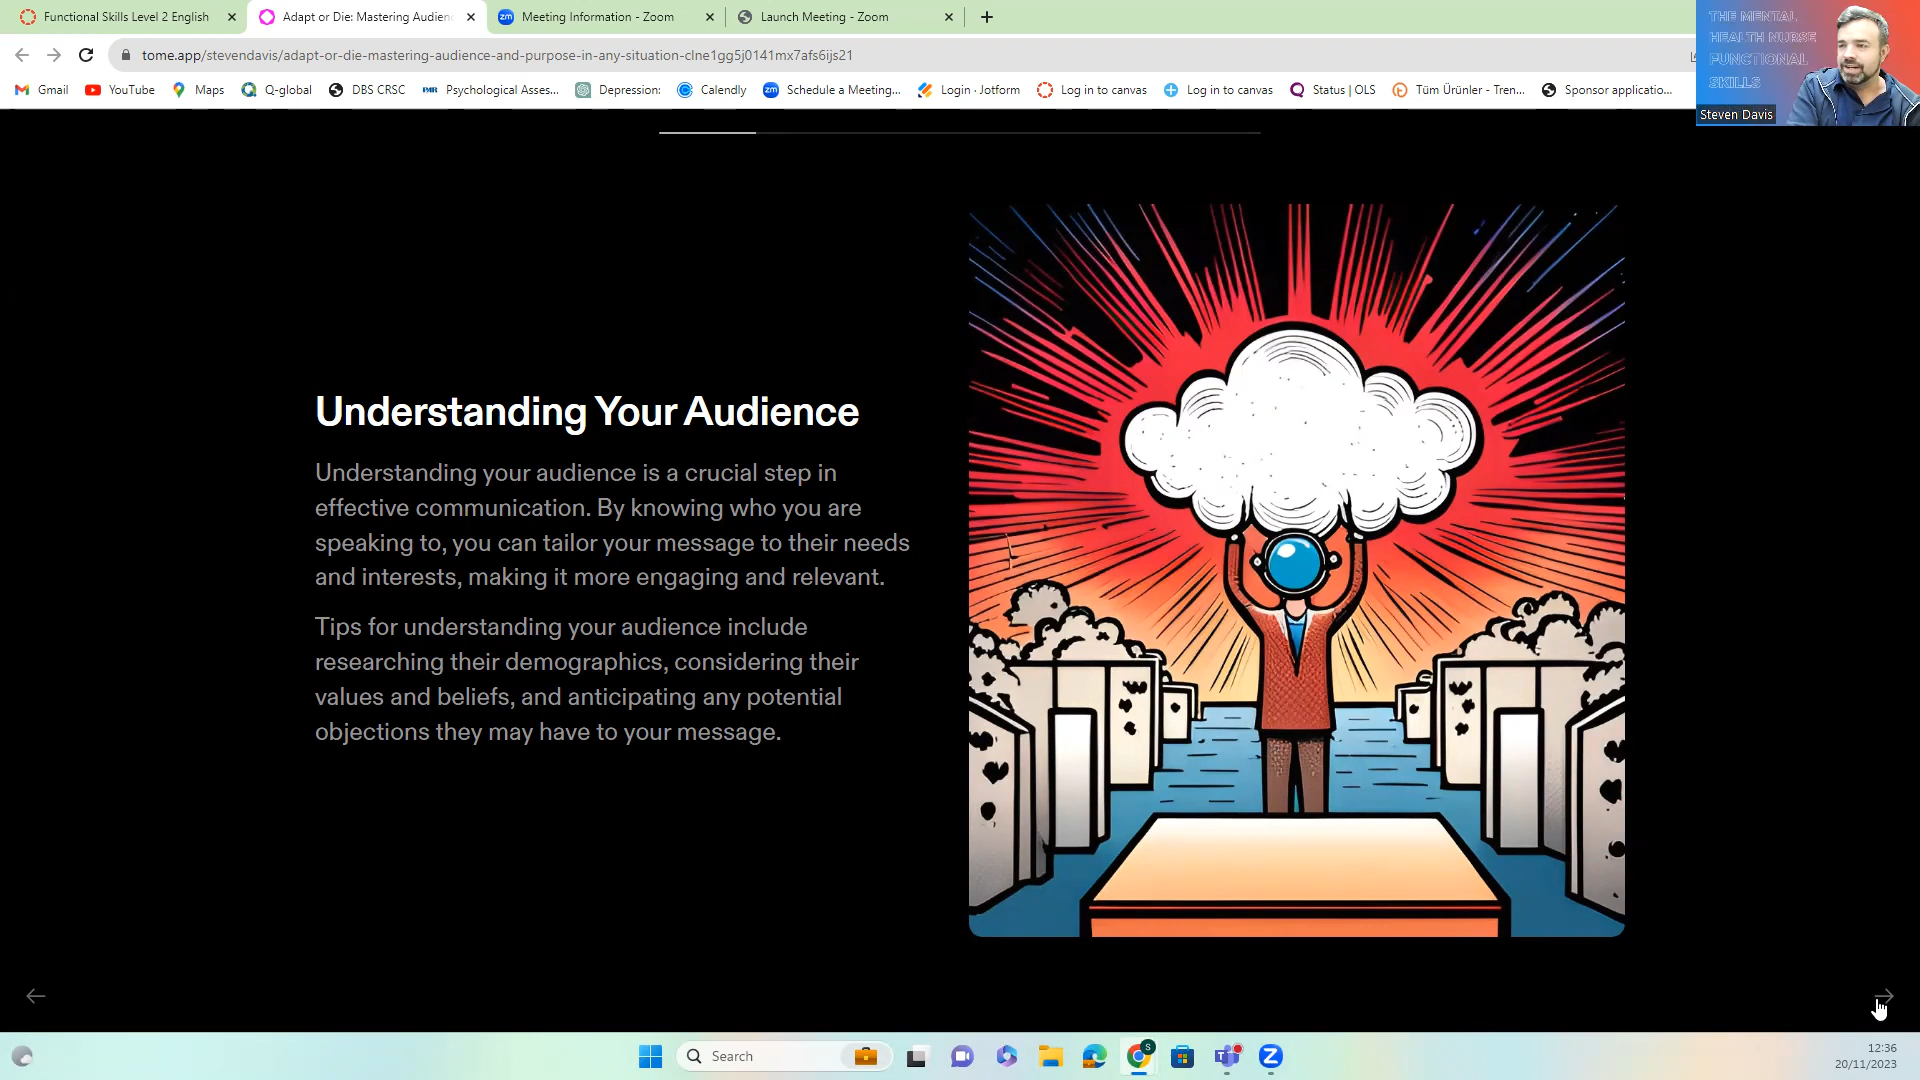 Functional Skills Level 2 English
Adapt or Die: Mastering Audienc
Meeting Information - Zoom
Launch Meeting - Zoom
tome.app/stevendavis/adapt-or-die-mastering-audience-and-purpose-in-any-situation-clne1gg5j0141mx7afs6ijs21
Gmail
YouTube
Maps
Q-global
DBS CRSC
Psychological Asses...
Depression:
Calendly
Schedule a Meeting...
Login · Jotform
Log in to canvas
Log in to canvas
Status | OLS
Tüm Ürünler - Tren...
Sponsor applicatio...
THE MENTAL
HEALTH NURSE
FUNCTIONAL
SKILLS
Steven Davis
Understanding Your Audience
Understanding your audience is a crucial step in
effective communication. By knowing who you are
speaking to, you can tailor your message to their needs
and interests, making it more engaging and relevant.
Tips for understanding your audience include
researching their demographics, considering their
values and beliefs, and anticipating any potential
objections they may have to your message.
Search
12:36
20/11/2023